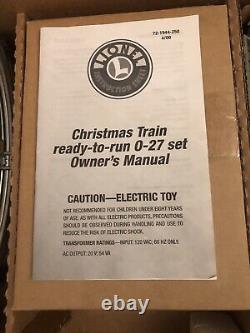 72-1944-250
4/00
LIONEL
INSTRUCTION SHEET
L
Christmas Train
ready-to-run O-27 set
Owner's Manual
CAUTION—ELECTRIC TOY
NOT RECOMMENDED FOR CHILDREN UNDER EIGHT YEARS
OF AGE, AS WITH ALL ELECTRIC PRODUCTS, PRECAUTIONS
SHOULD BE OBSERVED DURING HANDLING AND USE TO
REDUCE THE RISK OF ELECTRIC SHOCK.
TRANSFORMER RATINGS—INPUT: 120 VAC; 60 HZ ONLY.
AC OUTPUT: 20 V; 54 VA